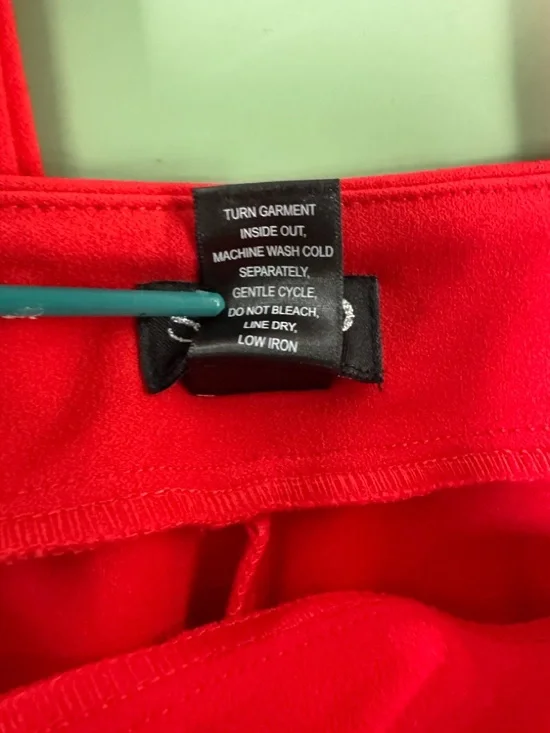 TURN GARMENT
INSIDE OUT,
MACHINE WASH COLD
SEPARATELY,
GENTLE CYCLE,
DO NOT BLEACH,
LINE DRY,
LOW IRON